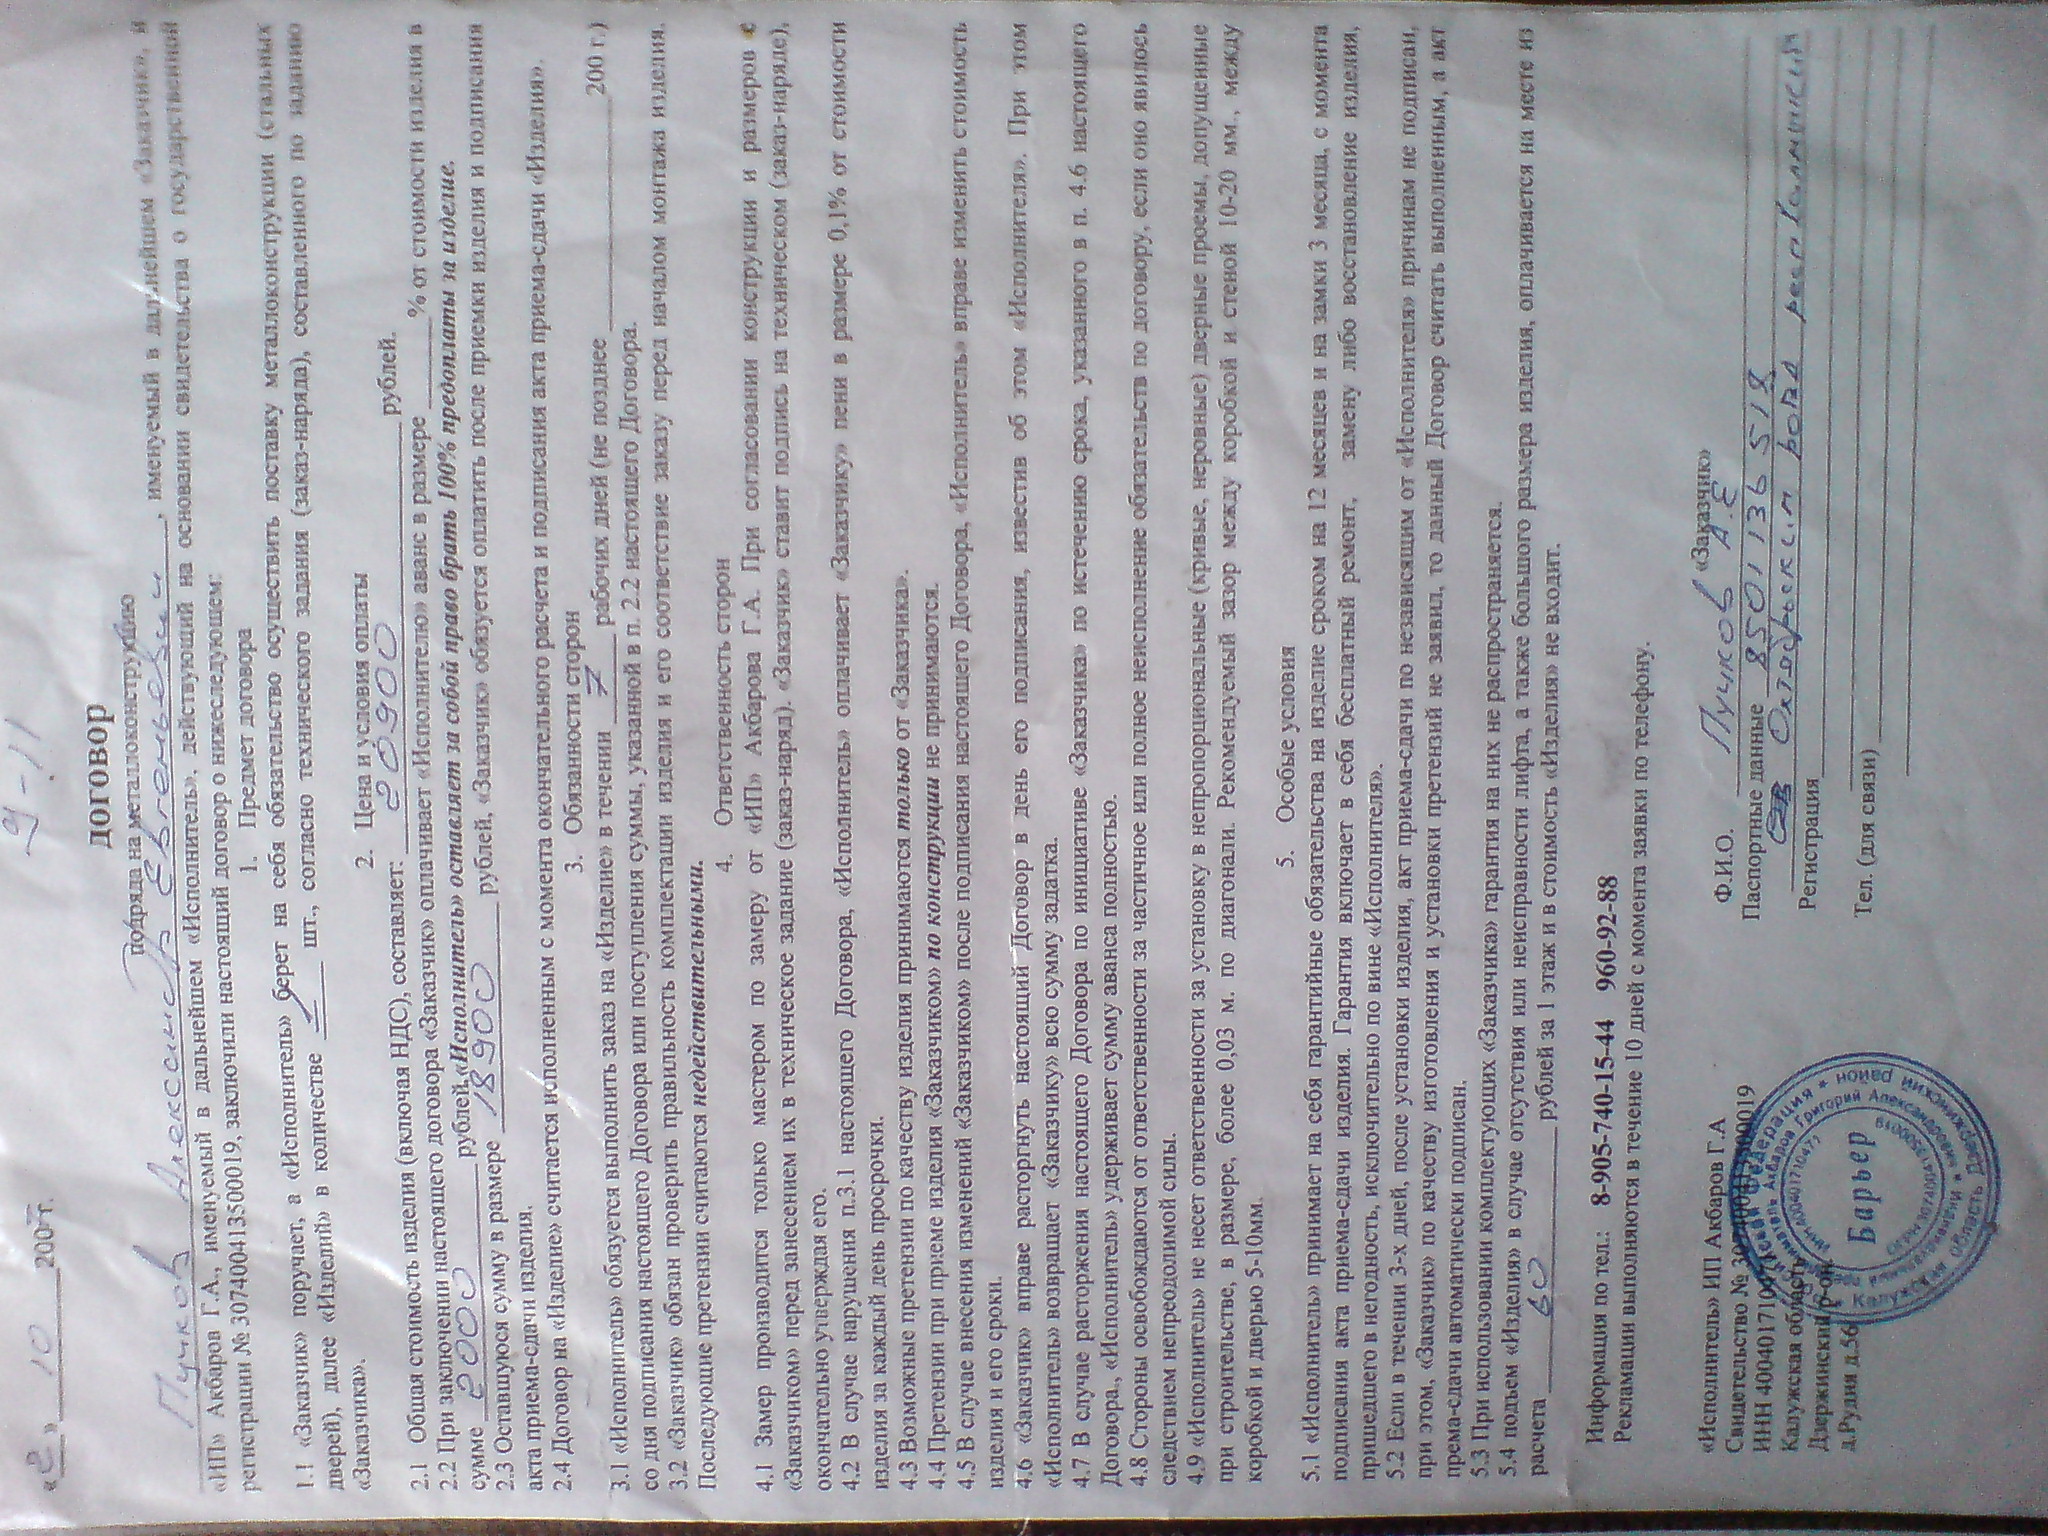 9-11
« » 10 200 г.
ДОГОВОР
подряда на металлоконструкцию
Пучков Александр Евгеньевич, именуемый в дальнейшем «Заказчик», и
«ИП» Акбаров Г.А., именуемый в дальнейшем «Исполнитель», действующий на основании свидетельства о государственной
регистрации № 307400413500019, заключили настоящий договор о нижеследующем:
1. Предмет договора
1.1 «Заказчик» поручает, а «Исполнитель» берет на себя обязательство осуществить поставку металлоконструкции (стальных
дверей), далее «Изделий» в количестве 1 шт., согласно технического задания (заказ-наряда), составленного по заданию
«Заказчика».
2. Цена и условия оплаты
2.1 Общая стоимость изделия (включая НДС), составляет: 20900 рублей.
2.2 При заключении настоящего договора «Заказчик» оплачивает «Исполнителю» аванс в размере ______% от стоимости изделия в
сумме 2000 рублей.«Исполнитель» оставляет за собой право брать 100% предоплаты за изделие.
2.3 Оставшуюся сумму в размере 18900 рублей, «Заказчик» обязуется оплатить после приемки изделия и подписания
акта приема-сдачи изделия.
2.4 Договор на «Изделие» считается исполненным с момента окончательного расчета и подписания акта приема-сдачи «Изделия».
3. Обязанности сторон
3.1 «Исполнитель» обязуется выполнить заказ на «Изделие» в течении 7 рабочих дней (не позднее ____________200 г.)
со дня подписания настоящего Договора или поступления суммы, указанной в п. 2.2 настоящего Договора.
3.2 «Заказчик» обязан проверить правильность комплектации изделия и его соответствие заказу перед началом монтажа изделия.
Последующие претензии считаются недействительными.
4. Ответственность сторон
4.1 Замер производится только мастером по замеру от «ИП» Акбарова Г.А. При согласовании конструкции и размеров с
«Заказчиком» перед занесением их в техническое задание (заказ-наряд). «Заказчик» ставит подпись на техническом (заказ-наряде),
окончательно утверждая его.
4.2 В случае нарушения п.3.1 настоящего Договора, «Исполнитель» оплачивает «Заказчику» пени в размере 0,1% от стоимости
изделия за каждый день просрочки.
4.3 Возможные претензии по качеству изделия принимаются только от «Заказчика».
4.4 Претензии при приеме изделия «Заказчиком» по конструкции не принимаются.
4.5 В случае внесения изменений «Заказчиком» после подписания настоящего Договора, «Исполнитель» вправе изменить стоимость
изделия и его сроки.
4.6 «Заказчик» вправе расторгнуть настоящий Договор в день его подписания, известив об этом «Исполнителя». При этом
«Исполнитель» возвращает «Заказчику» всю сумму задатка.
4.7 В случае расторжения настоящего Договора по инициативе «Заказчика» по истечению срока, указанного в п. 4.6 настоящего
Договора., «Исполнитель» удерживает сумму аванса полностью.
4.8 Стороны освобождаются от ответственности за частичное или полное неисполнение обязательств по договору, если оно явилось
следствием непреодолимой силы.
4.9 «Исполнитель» не несет ответственности за установку в непропорциональные (кривые, неровные) дверные проемы, допущенные
при строительстве, в размере, более 0,03 м. по диагонали. Рекомендуемый зазор между коробкой и стеной 10-20 мм., между
коробкой и дверью 5-10мм.
5. Особые условия
5.1 «Исполнитель» принимает на себя гарантийные обязательства на изделие сроком на 12 месяцев и на замки 3 месяца, с момента
подписания акта приема-сдачи изделия. Гарантия включает в себя бесплатный ремонт, замену либо восстановление изделия,
пришедшего в негодность, исключительно по вине «Исполнителя».
5.2 Если в течении 3-х дней, после установки изделия, акт приема-сдачи по независящим от «Исполнителя» причинам не подписан,
при этом, «Заказчик» по качеству изготовления и установки претензий не заявил, то данный Договор считать выполненным, а акт
према-сдачи автоматически подписан.
5.3 При использовании комплектующих «Заказчика» гарантия на них не распространяется.
5.4 подъем «Изделия» в случае отсутствия или неисправности лифта, а также большого размера изделия, оплачивается на месте из
расчета 60 рублей за 1 этаж и в стоимость «Изделия» не входит.
Информация по тел.: 8-905-740-15-44 960-92-88
Рекламации выполняются в течение 10 дней с момента заявки по телефону.
«Исполнитель» ИП Акбаров Г.А
Свидетельство № 307400413500019
ИНН 400401710471
Калужская область
Дзержинский р-он
д.Рудня д.56
Барьер
«Заказчик»
Ф.И.О. Пучков А.Е
Паспортные данные 8501136518
Октябрьским РОВД респ Калмыкия
Регистрация
Тел. (для связи)